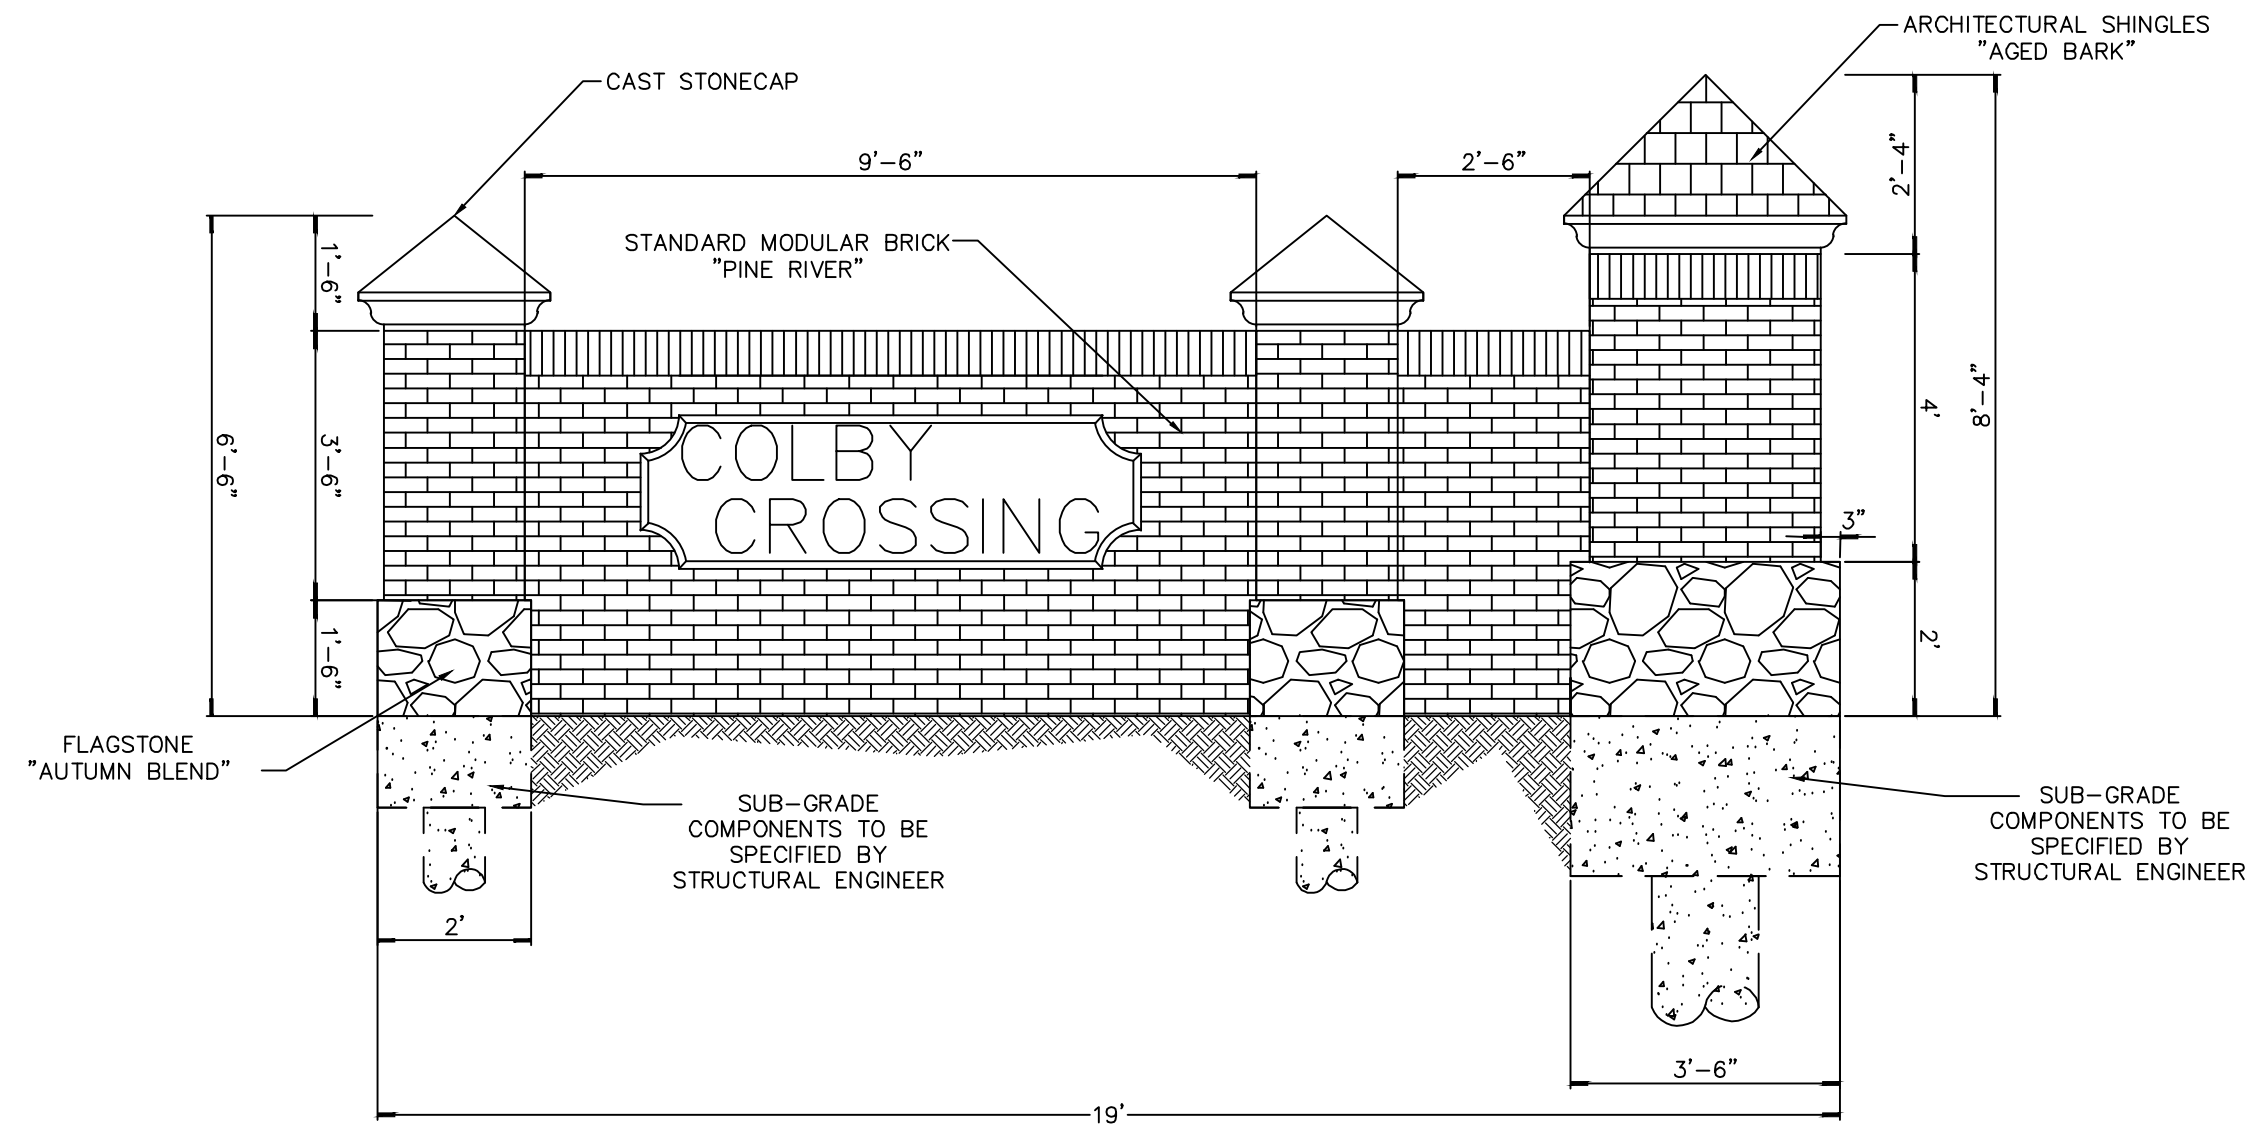 ARCHITECTURAL SHINGLES
"AGED BARK"
CAST STONECAP
9'-6"
2'-6"
2'-4"
STANDARD MODULAR BRICK
"PINE RIVER"
1'-6"
6'-6"
3'-6"
4'
8'-4"
COLBY
CROSSING
3"
1'-6"
2'
FLAGSTONE
"AUTUMN BLEND"
SUB-GRADE
COMPONENTS TO BE
SPECIFIED BY
STRUCTURAL ENGINEER
SUB-GRADE
COMPONENTS TO BE
SPECIFIED BY
STRUCTURAL ENGINEER
2'
3'-6"
19'